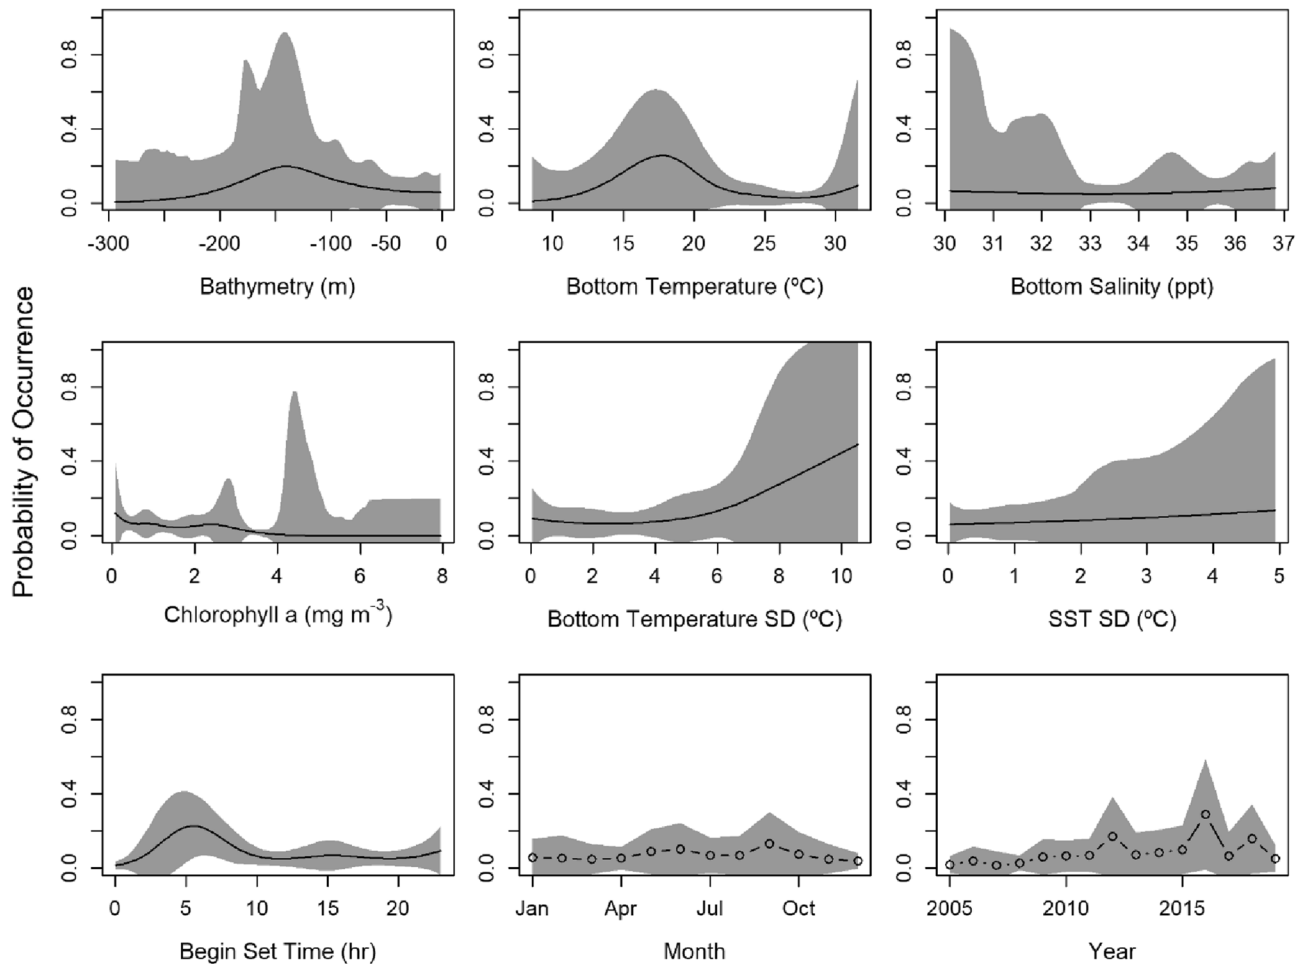 0.0 0.4 0.8
-300 -200 -100 -50 0
Bathymetry (m)
0.0 0.4 0.8
10 15 20 25 30
Bottom Temperature (ºC)
0.0 0.4 0.8
30 31 32 33 34 35 36 37
Bottom Salinity (ppt)
Probability of Occurrence
0.0 0.4 0.8
0 2 4 6 8
Chlorophyll a (mg m⁻³)
0.0 0.4 0.8
0 2 4 6 8 10
Bottom Temperature SD (ºC)
0.0 0.4 0.8
0 1 2 3 4 5
SST SD (ºC)
0.0 0.4 0.8
0 5 10 15 20
Begin Set Time (hr)
0.0 0.4 0.8
Jan Apr Jul Oct
Month
0.0 0.4 0.8
2005 2010 2015
Year